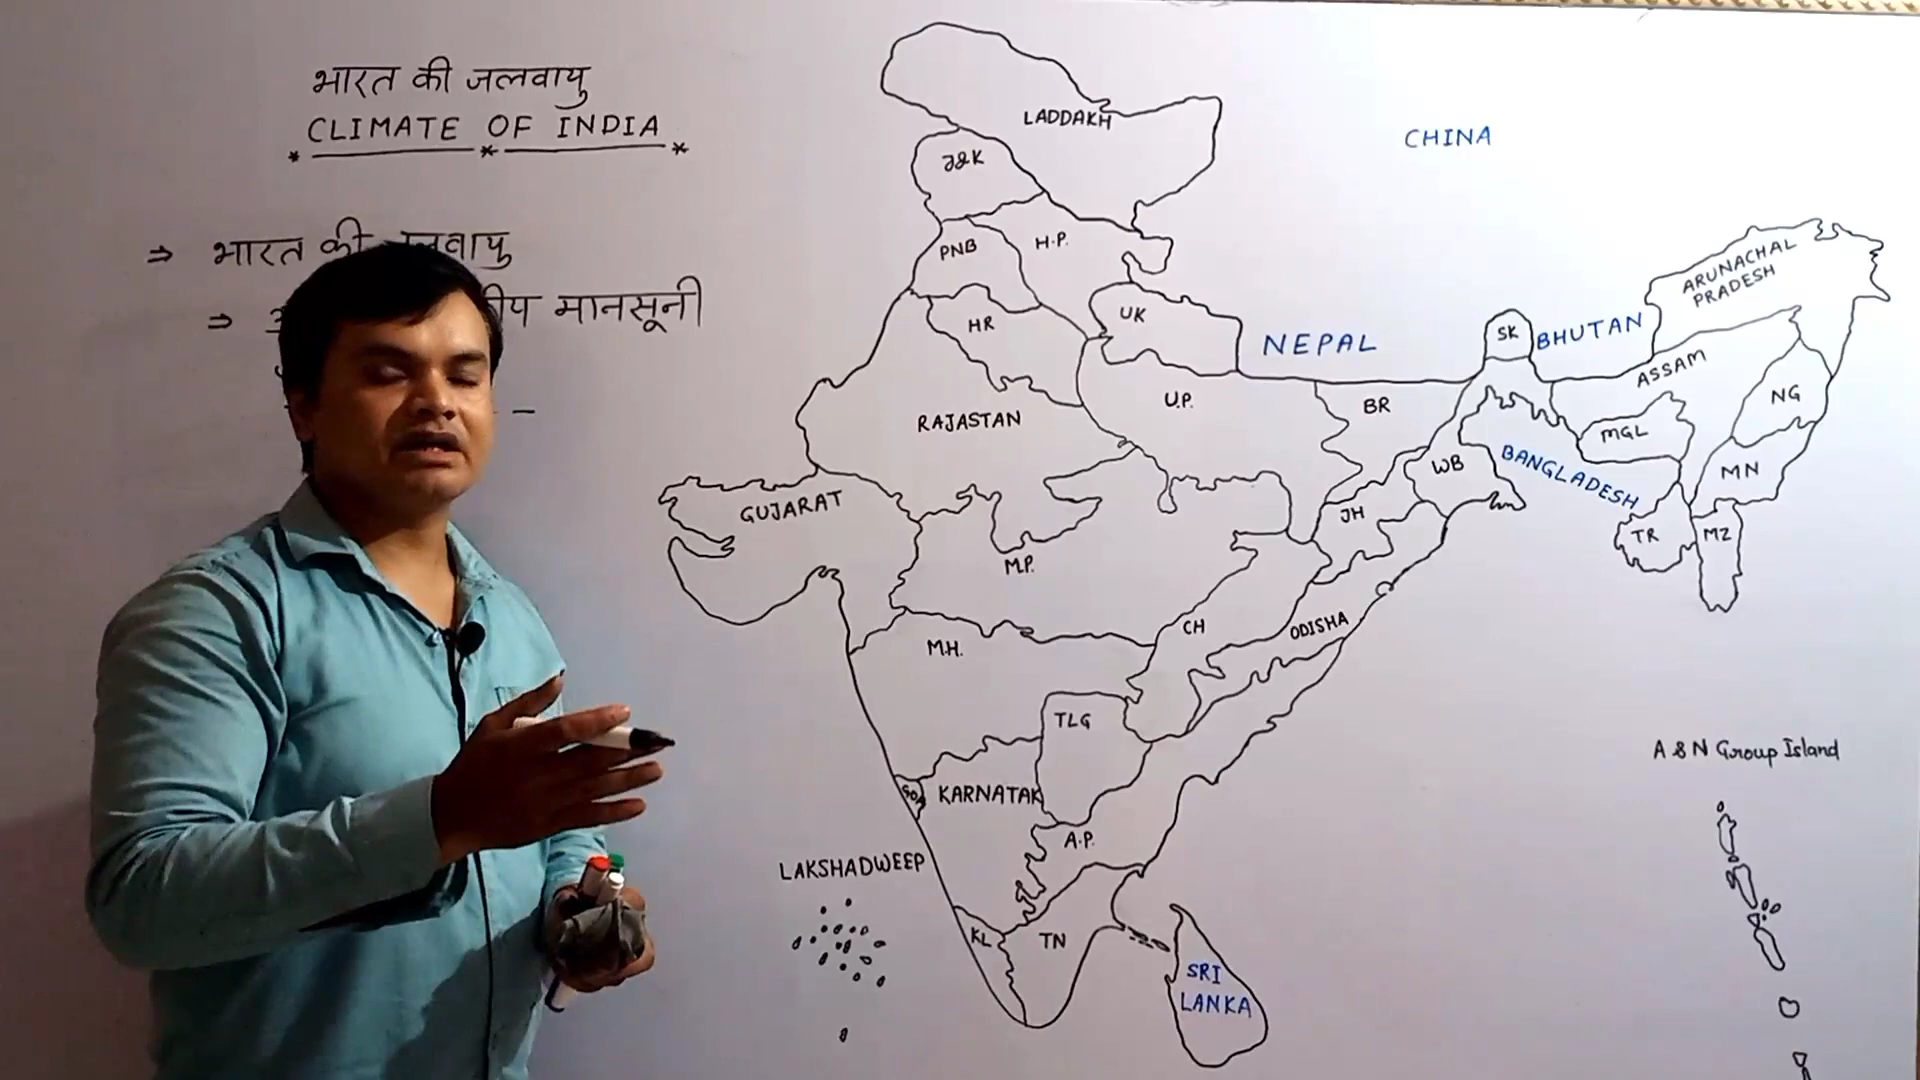 भारत की जलवायु
CLIMATE OF INDIA
⇒ भारत की
⇒ मानसूनी
LADDAKH
CHINA
J&K
PNB
H.P.
ARUNACHAL
PRADESH
HR
UK
NEPAL
SK
BHUTAN
ASSAM
RAJASTAN
U.P.
BR
NG
MGL
WB
BANGLADESH
MN
GUJARAT
JH
TR
MZ
M.P.
CH
ODISHA
M.H.
TLG
A & N Group Island
GOA
KARNATAK
A.P.
LAKSHADWEEP
KL
TN
SRI
LANKA